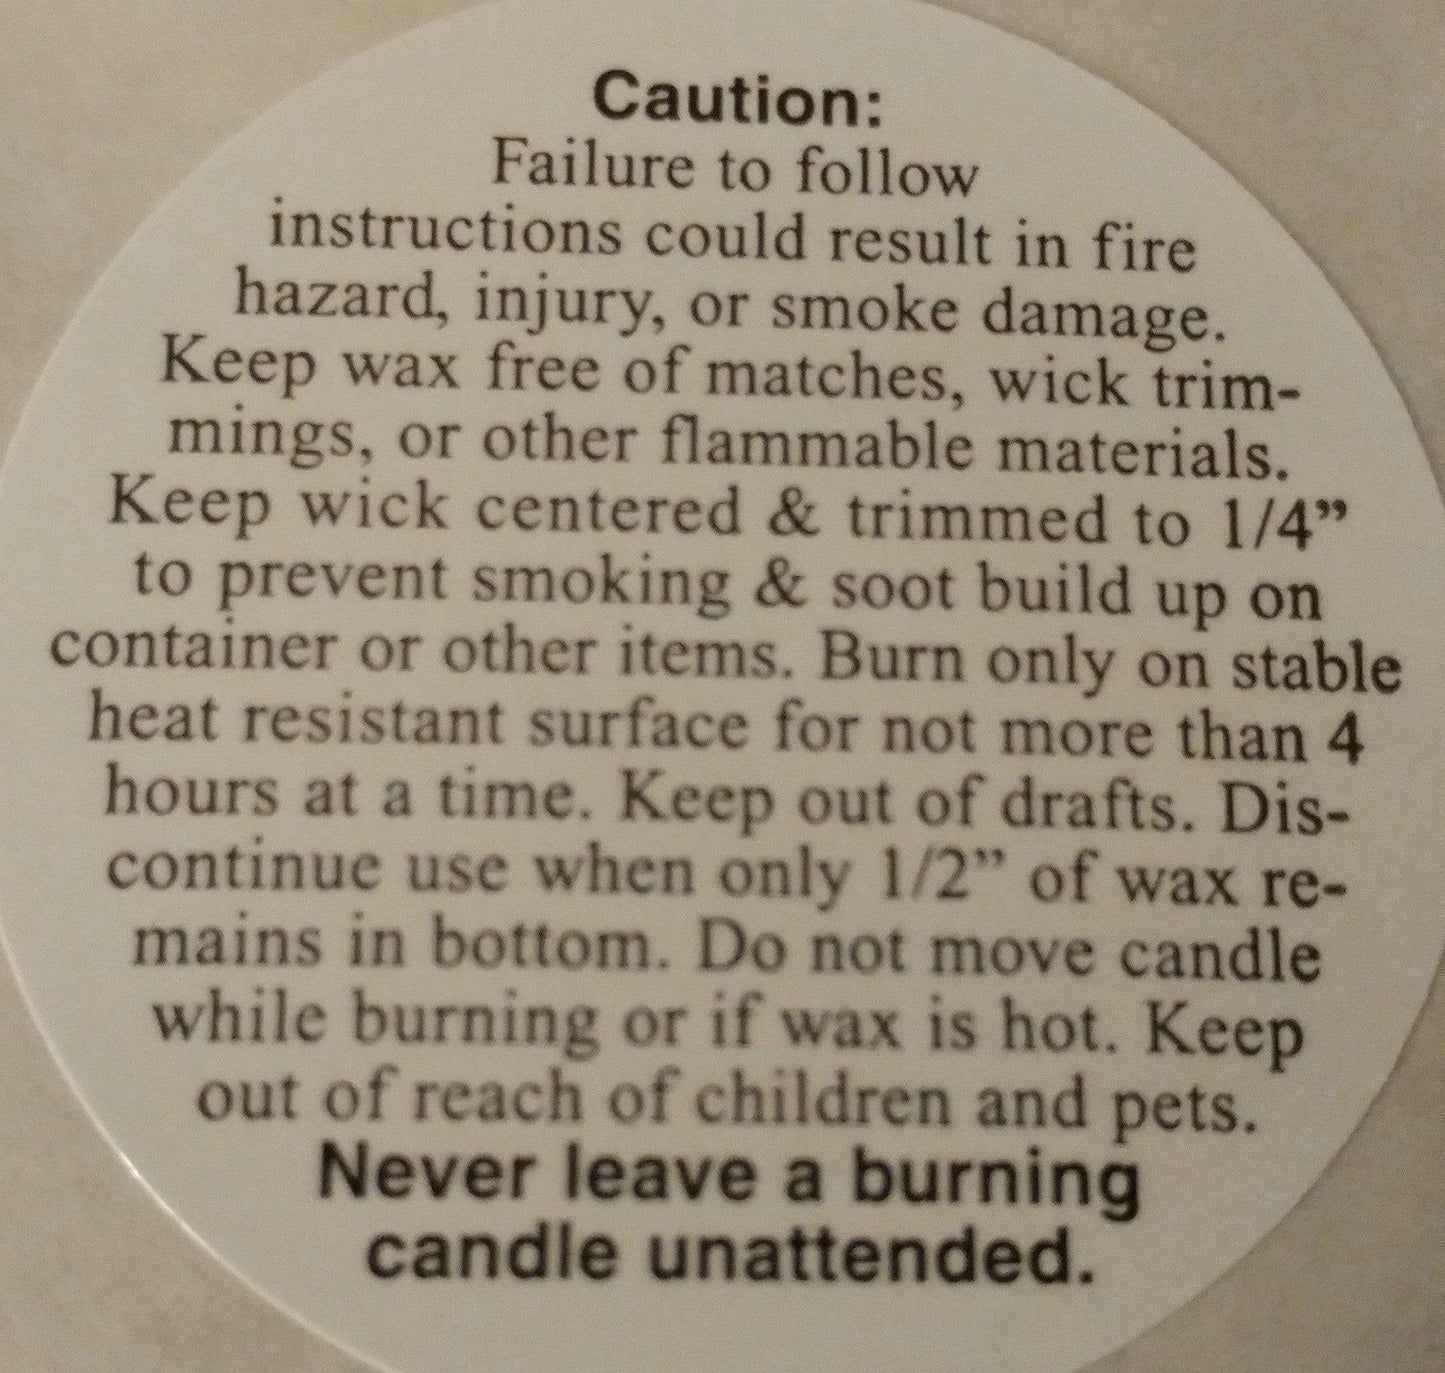 Caution:
Failure to follow
instructions could result in fire
hazard, injury, or smoke damage.
Keep wax free of matches, wick trim-
mings, or other flammable materials.
Keep wick centered & trimmed to 1/4”
to prevent smoking & soot build up on
container or other items. Burn only on stable
heat resistant surface for not more than 4
hours at a time. Keep out of drafts. Dis-
continue use when only 1/2” of wax re-
mains in bottom. Do not move candle
while burning or if wax is hot. Keep
out of reach of children and pets.
Never leave a burning
candle unattended.